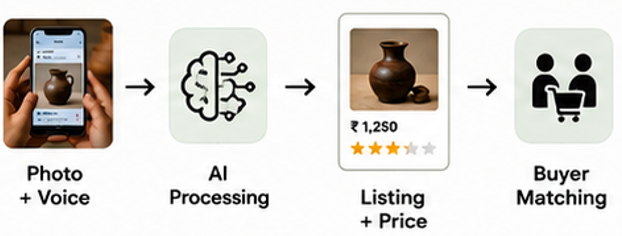 Photo
+ Voice
AI
Processing
₹ 1,250
Listing
+ Price
Buyer
Matching